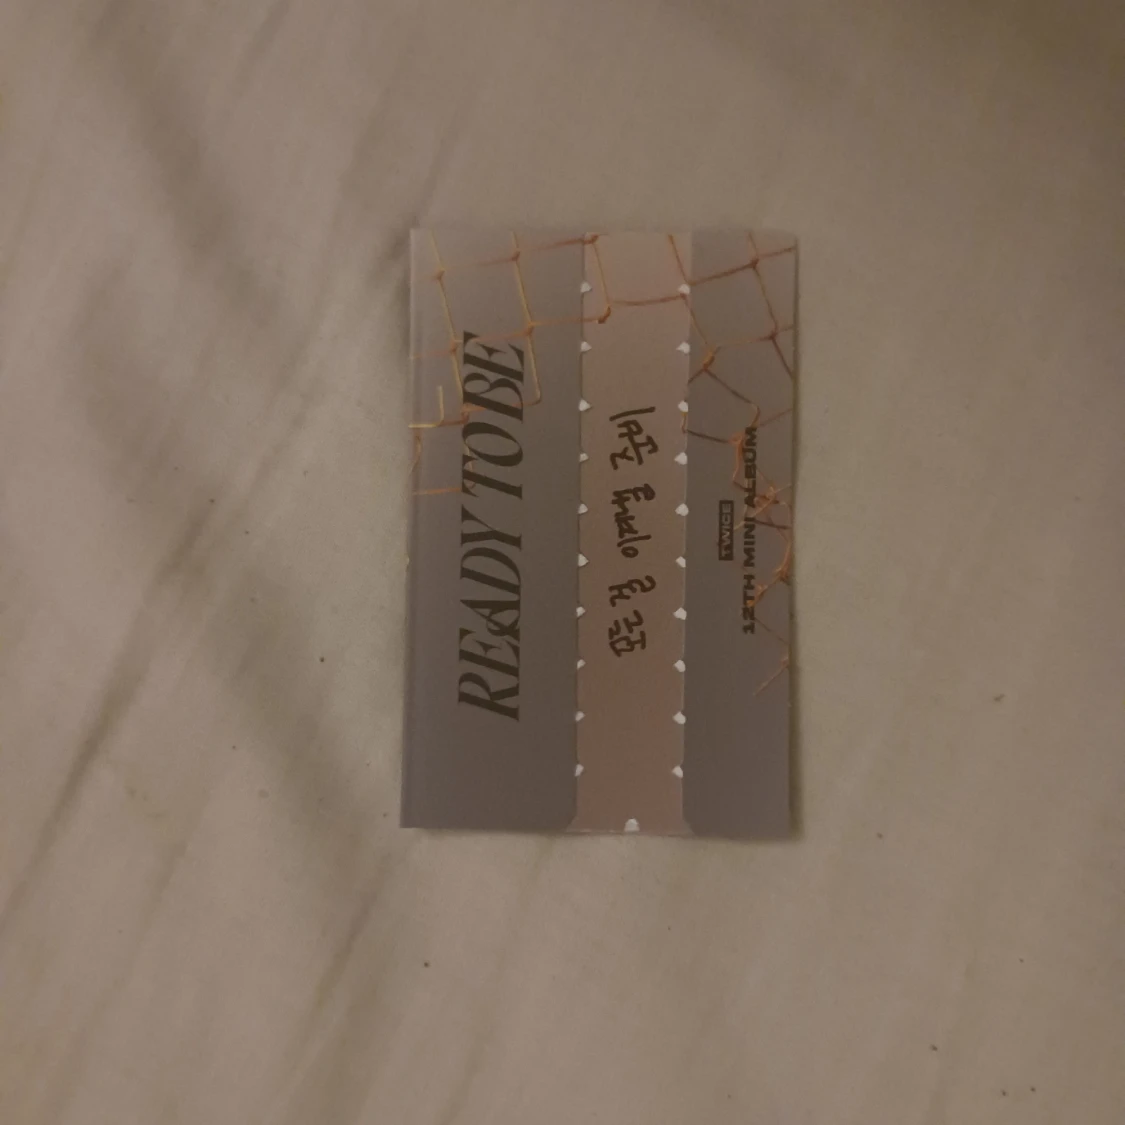 READY TO BE
TWICE
12TH MINI ALBUM